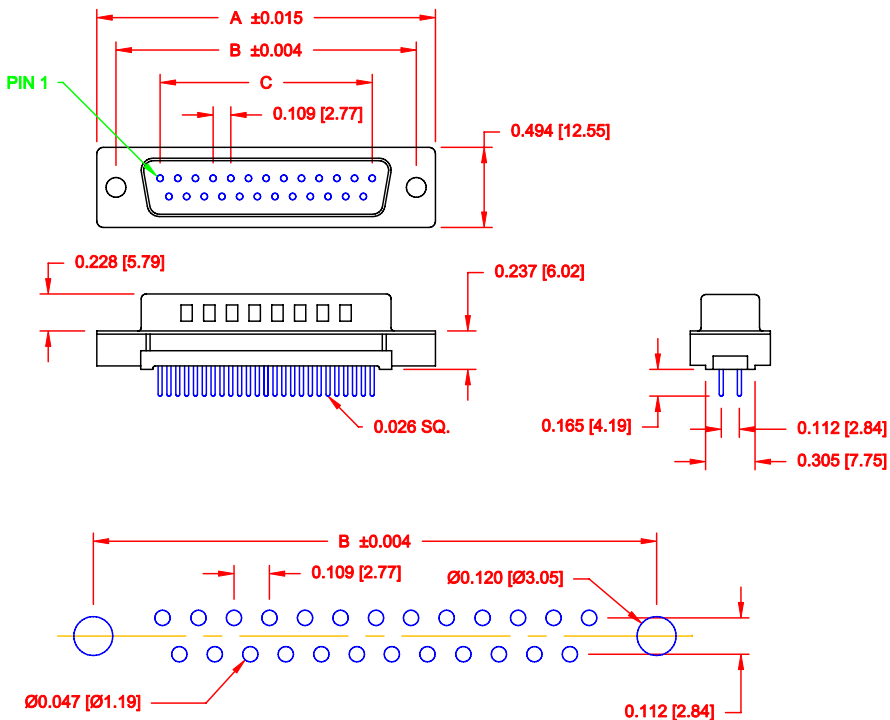 A ±0.015
B ±0.004
PIN 1
C
0.109 [2.77]
0.494 [12.55]
0.228 [5.79]
0.237 [6.02]
0.026 SQ.
0.165 [4.19]
0.112 [2.84]
0.305 [7.75]
B ±0.004
0.109 [2.77]
Ø0.120 [Ø3.05]
Ø0.047 [Ø1.19]
0.112 [2.84]